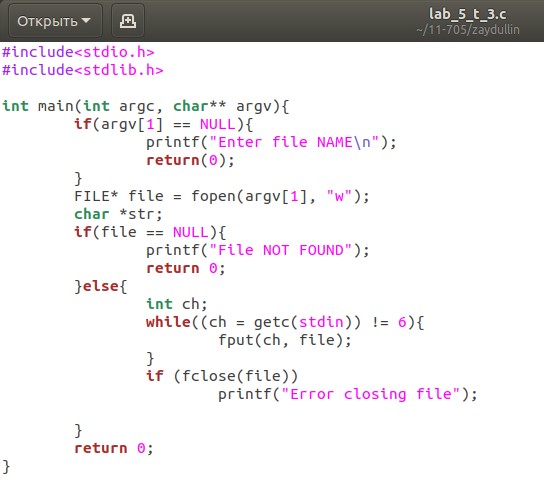 Открыть
lab_5_t_3.c
~/11-705/zaydullin
#include<stdio.h>
#include<stdlib.h>

int main(int argc, char** argv){
        if(argv[1] == NULL){
                printf("Enter file NAME\n");
                return(0);
        }
        FILE* file = fopen(argv[1], "w");
        char *str;
        if(file == NULL){
                printf("File NOT FOUND");
                return 0;
        }else{
                int ch;
                while((ch = getc(stdin)) != 6){
                        fput(ch, file);
                }
                if (fclose(file))
                        printf("Error closing file");

        }
        return 0;
}